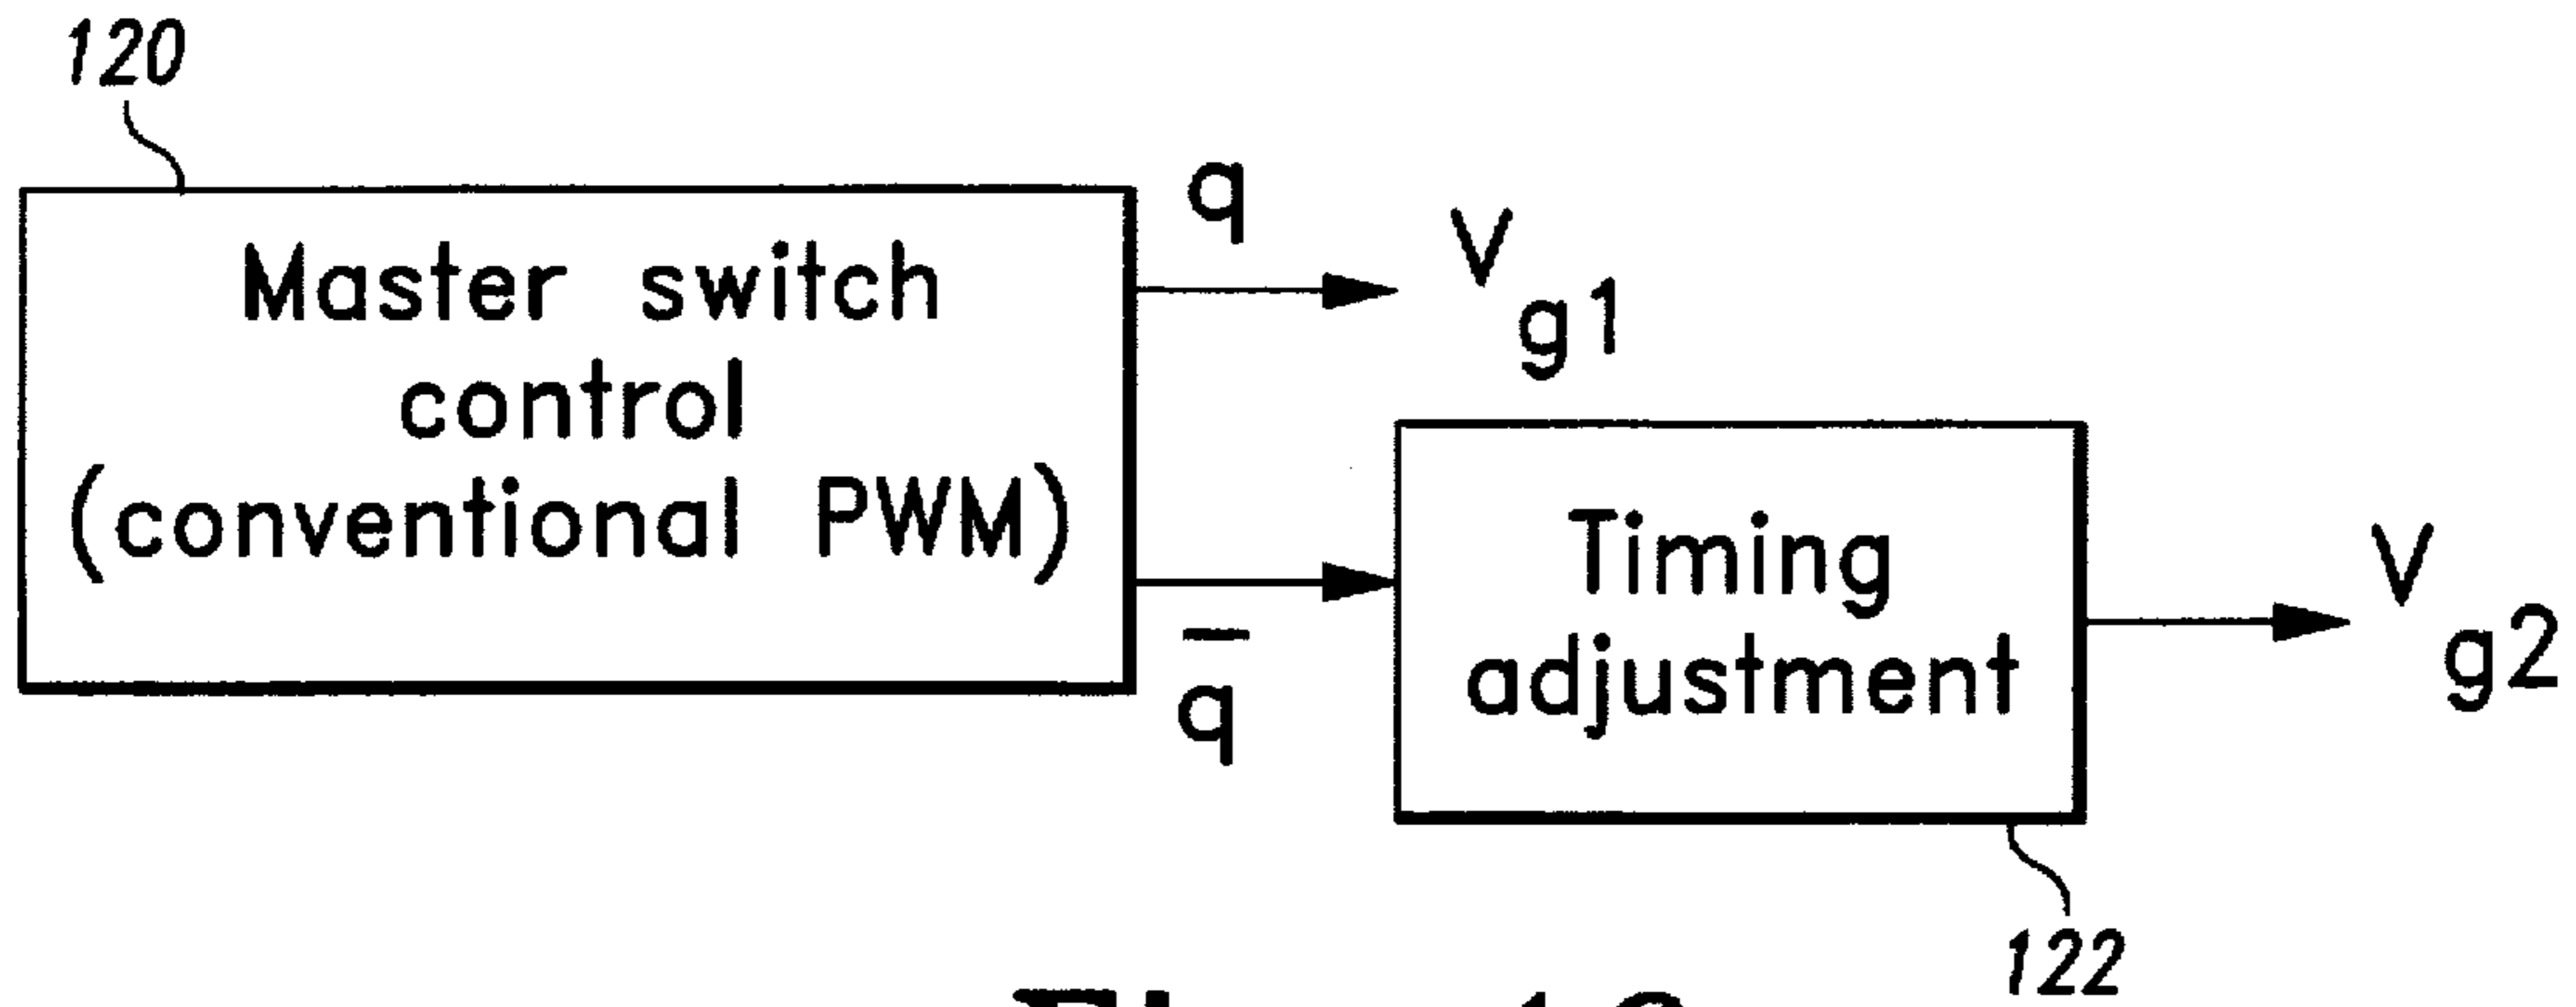 120
Master switch
control
(conventional PWM)
q
V g1
q̄
Timing
adjustment
V g2
122